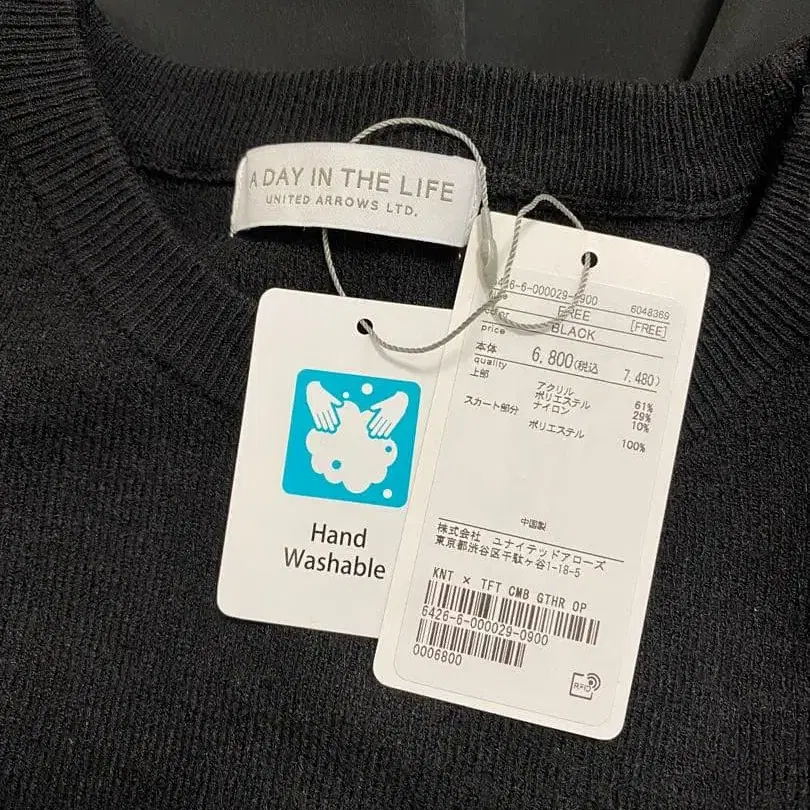 A DAY IN THE LIFE
UNITED ARROWS LTD.
Hand
Washable
6426-6-000029-0900
6048369
FREE
[FREE]
BLACK
price
本体 6,800(税込 7,480)
quality
上部 アクリル 61%
ポリエステル 29%
ナイロン 10%
スカート部分 ポリエステル 100%
中国製
株式会社 ユナイテッドアローズ
東京都渋谷区千駄ヶ谷1-18-5
KNT × TFT CMB GTHR OP
6426-6-000029-0900
0006800
RFID